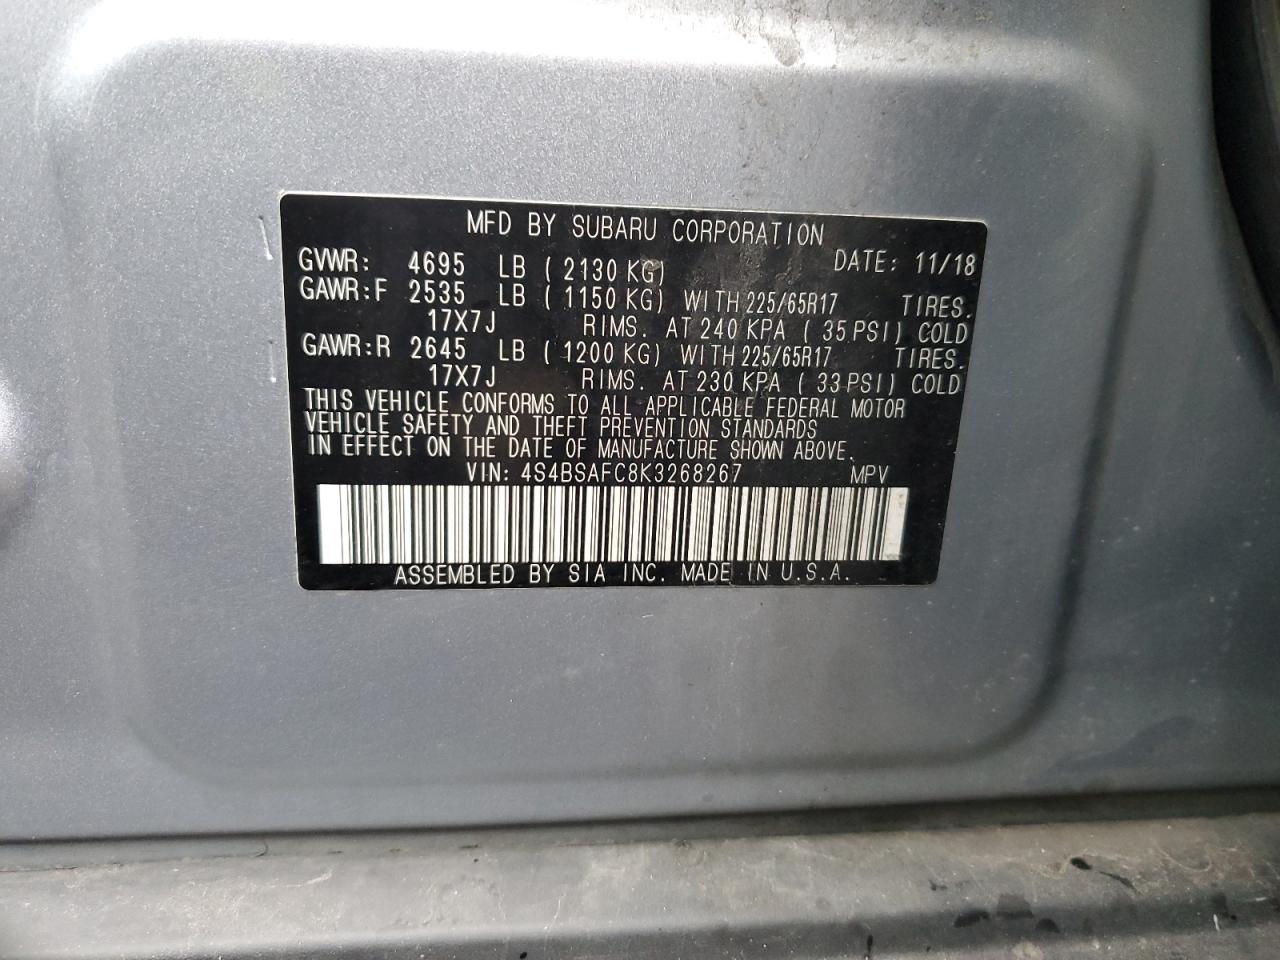 MFD BY SUBARU CORPORATION
GVWR: 4695 LB (2130 KG) DATE: 11/18
GAWR:F 2535 LB (1150 KG) WITH 225/65R17 TIRES.
17X7J RIMS. AT 240 KPA (35 PSI) COLD
GAWR:R 2645 LB (1200 KG) WITH 225/65R17 TIRES.
17X7J RIMS. AT 230 KPA (33 PSI) COLD
THIS VEHICLE CONFORMS TO ALL APPLICABLE FEDERAL MOTOR
VEHICLE SAFETY AND THEFT PREVENTION STANDARDS
IN EFFECT ON THE DATE OF MANUFACTURE SHOWN ABOVE.
VIN: 4S4BSAFC8K3268267 MPV
ASSEMBLED BY SIA INC. MADE IN U.S.A.